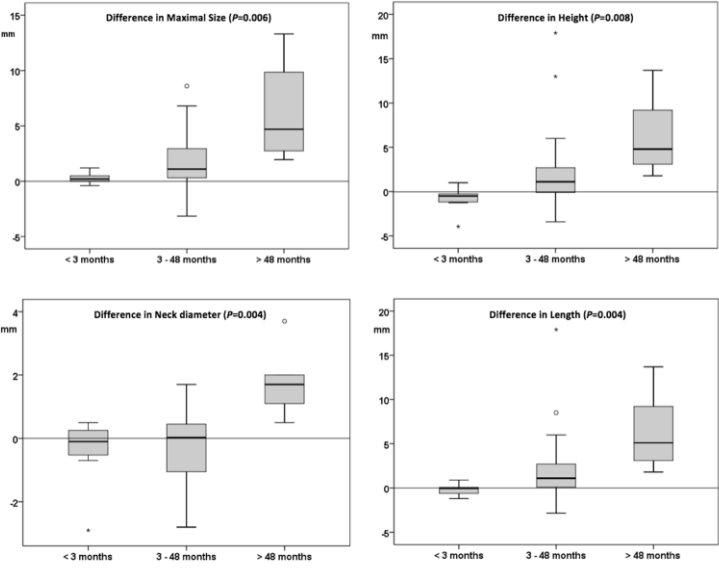 Difference in Maximal Size (P=0.006)
mm
15
10
5
0
-5
< 3 months 3 - 48 months > 48 months
Difference in Height (P=0.008)
mm
20
15
10
5
0
-5
< 3 months 3 - 48 months > 48 months
Difference in Neck diameter (P=0.004)
mm
4
2
0
-2
< 3 months 3 - 48 months > 48 months
Difference in Length (P=0.004)
mm
20
15
10
5
0
-5
< 3 months 3 - 48 months > 48 months